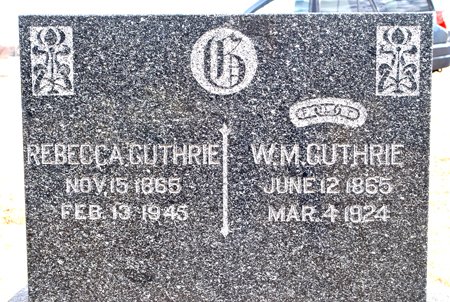 G
REBECCA GUTHRIE
NOV. 15 1865
FEB. 13 1945
W.M. GUTHRIE
JUNE 12 1865
MAR. 4 1924